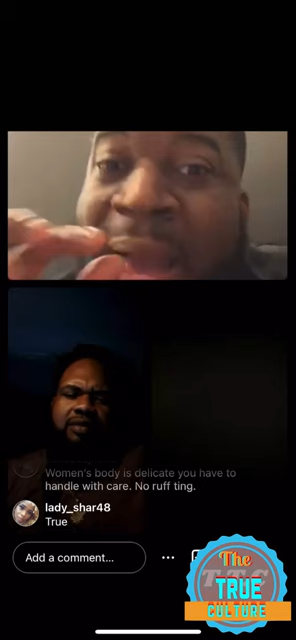 Women's body is delicate you have to
handle with care. No ruff ting.
lady_shar48
True
Add a comment...
The
TRUE
CULTURE